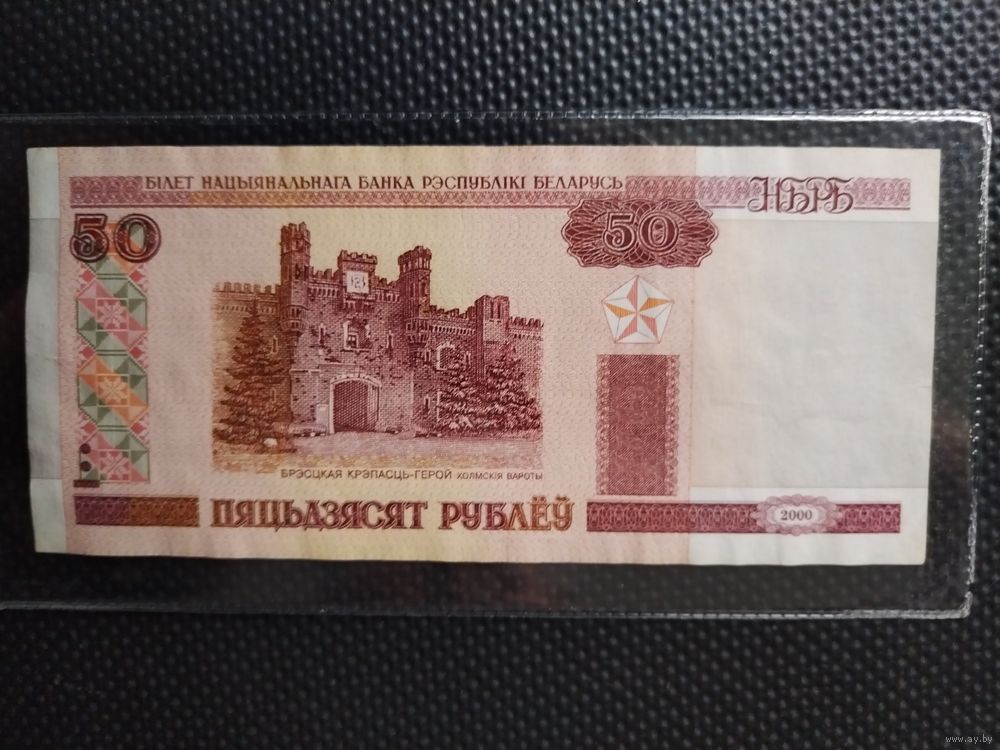 БІЛЕТ НАЦЫЯНАЛЬНАГА БАНКА РЭСПУБЛІКІ БЕЛАРУСЬ
НБРБ
50
50
БРЭСЦКАЯ КРЭПАСЦЬ-ГЕРОЙ ХОЛМСКІЯ ВАРОТЫ
ПЯЦЬДЗЯСЯТ РУБЛЁЎ
2000
www.ay.by